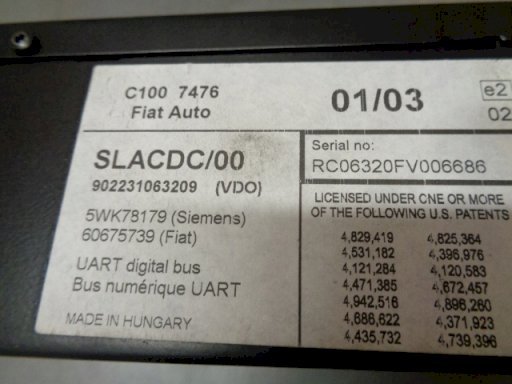 C100 7476
Fiat Auto
01/03
e2
02
SLACDC/00
902231063209 (VDO)
5WK78179 (Siemens)
60675739 (Fiat)
UART digital bus
Bus numérique UART
MADE IN HUNGARY
Serial no:
RC06320FV006686
LICENSED UNDER CNE OR MORE
OF THE FOLLOWING U.S. PATENTS
4,829,419 4,825,364
4,531,182 4,396,976
4,121,284 4,120,583
4,471,385 4,672,457
4,942,516 4,896,260
4,686,622 4,371,923
4,435,732 4,739,396